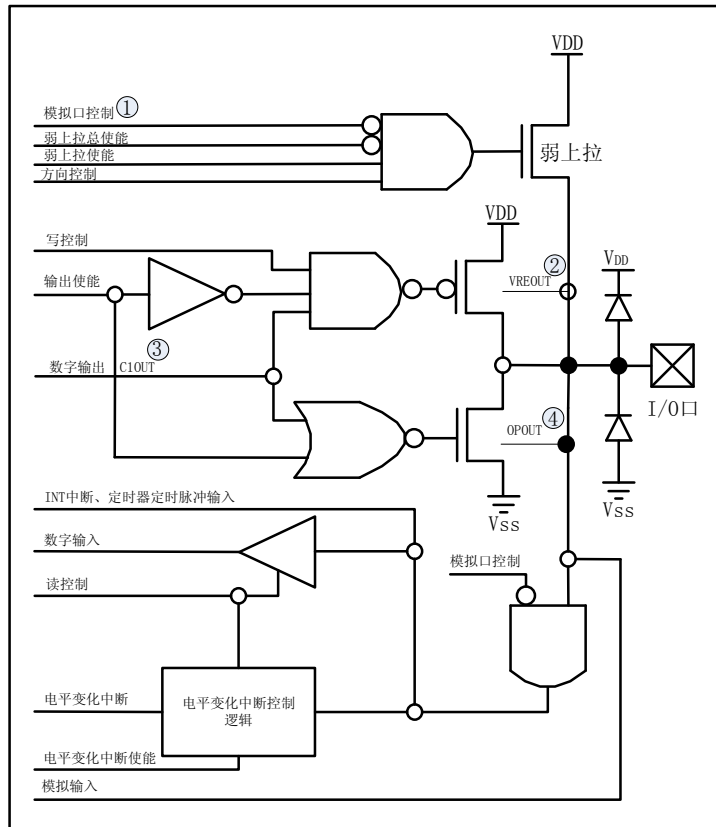 VDD
模拟口控制①
弱上拉总使能
弱上拉使能
方向控制
弱上拉
写控制
VDD
输出使能
VREOUT②
VDD
数字输出 C1OUT③
I/O口
OPOUT④
INT中断、定时器定时脉冲输入
Vss
Vss
数字输入
模拟口控制
读控制
电平变化中断
电平变化中断控制
逻辑
电平变化中断使能
模拟输入